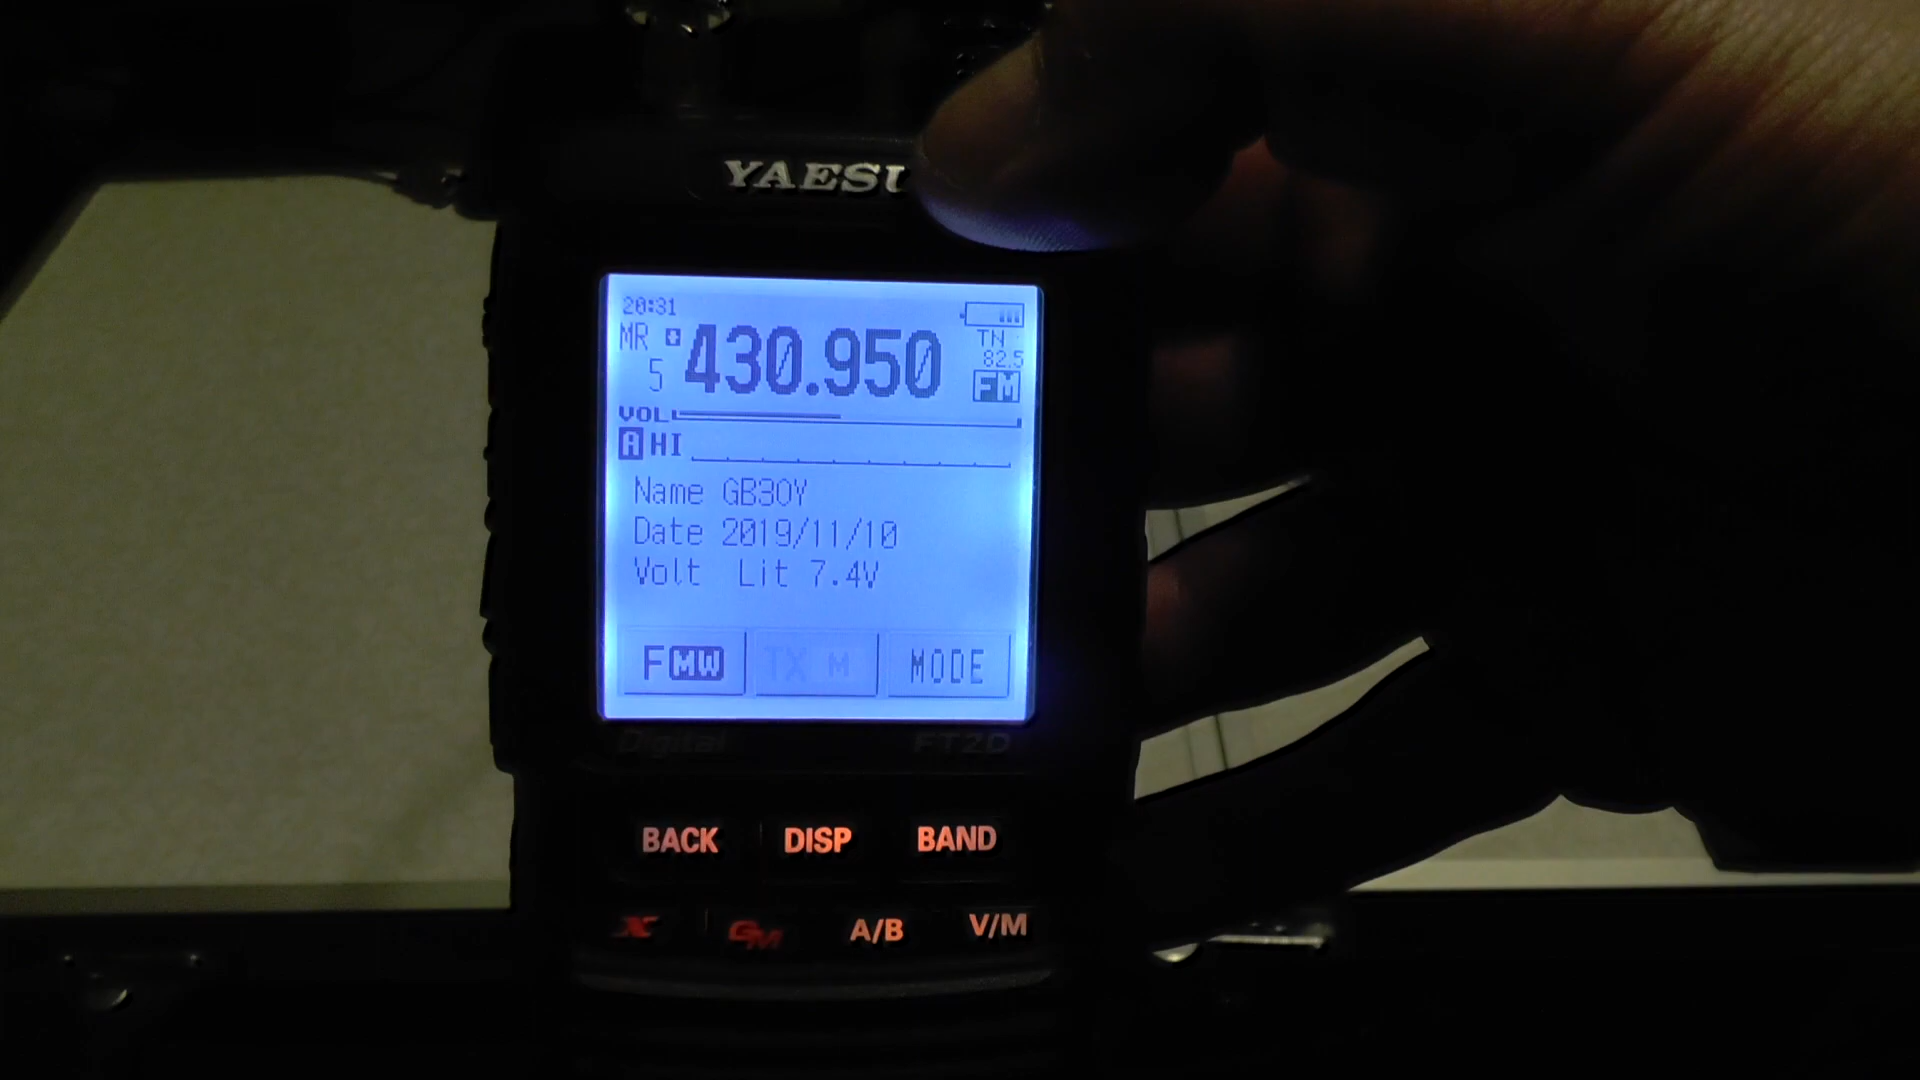 YAESU
20:31
MR 430.950 TN
5 82.5
FM
VOL
A HI
Name GB3OY
Date 2019/11/10
Volt Lit 7.4V
F MW TX M MODE
Digital FT2D
BACK DISP BAND
X GM A/B V/M